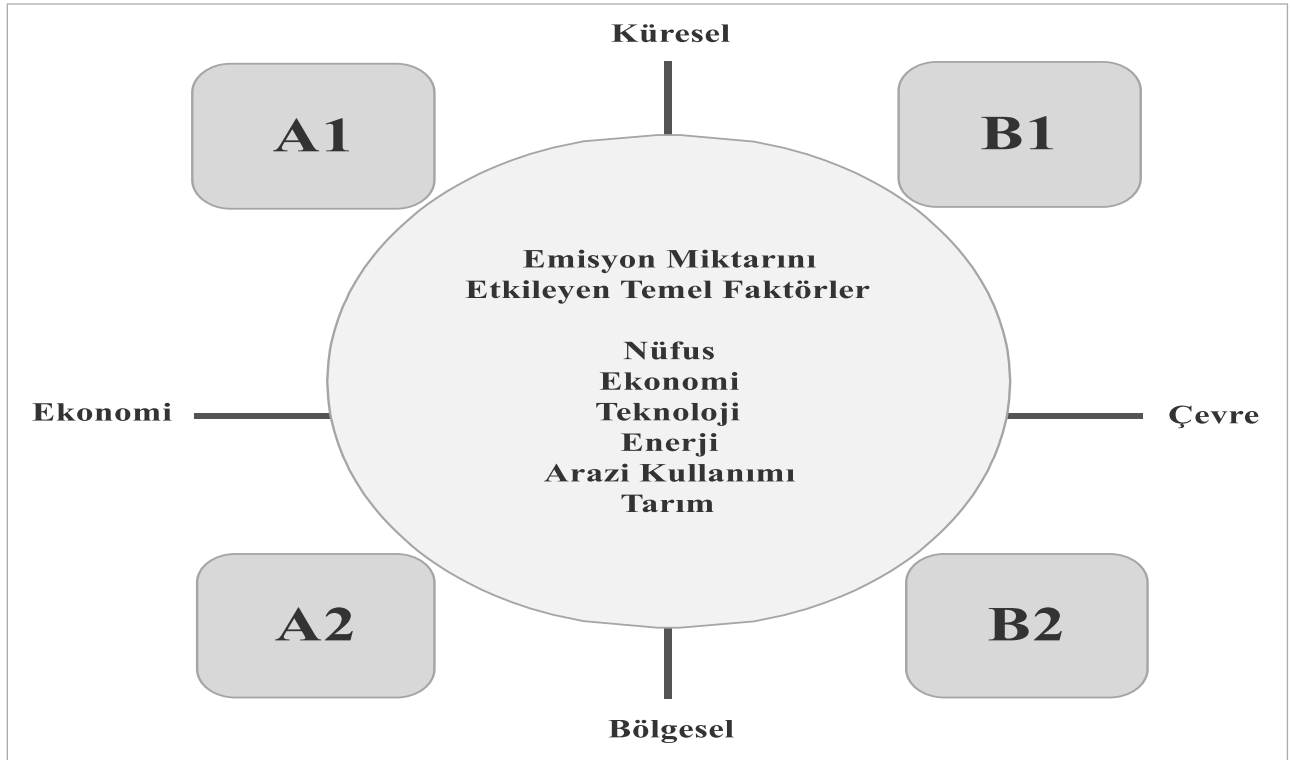 Küresel
A1
B1
Emisyon Miktarını
Etkileyen Temel Faktörler
Nüfus
Ekonomi
Teknoloji
Enerji
Arazi Kullanımı
Tarım
Ekonomi
Çevre
A2
B2
Bölgesel